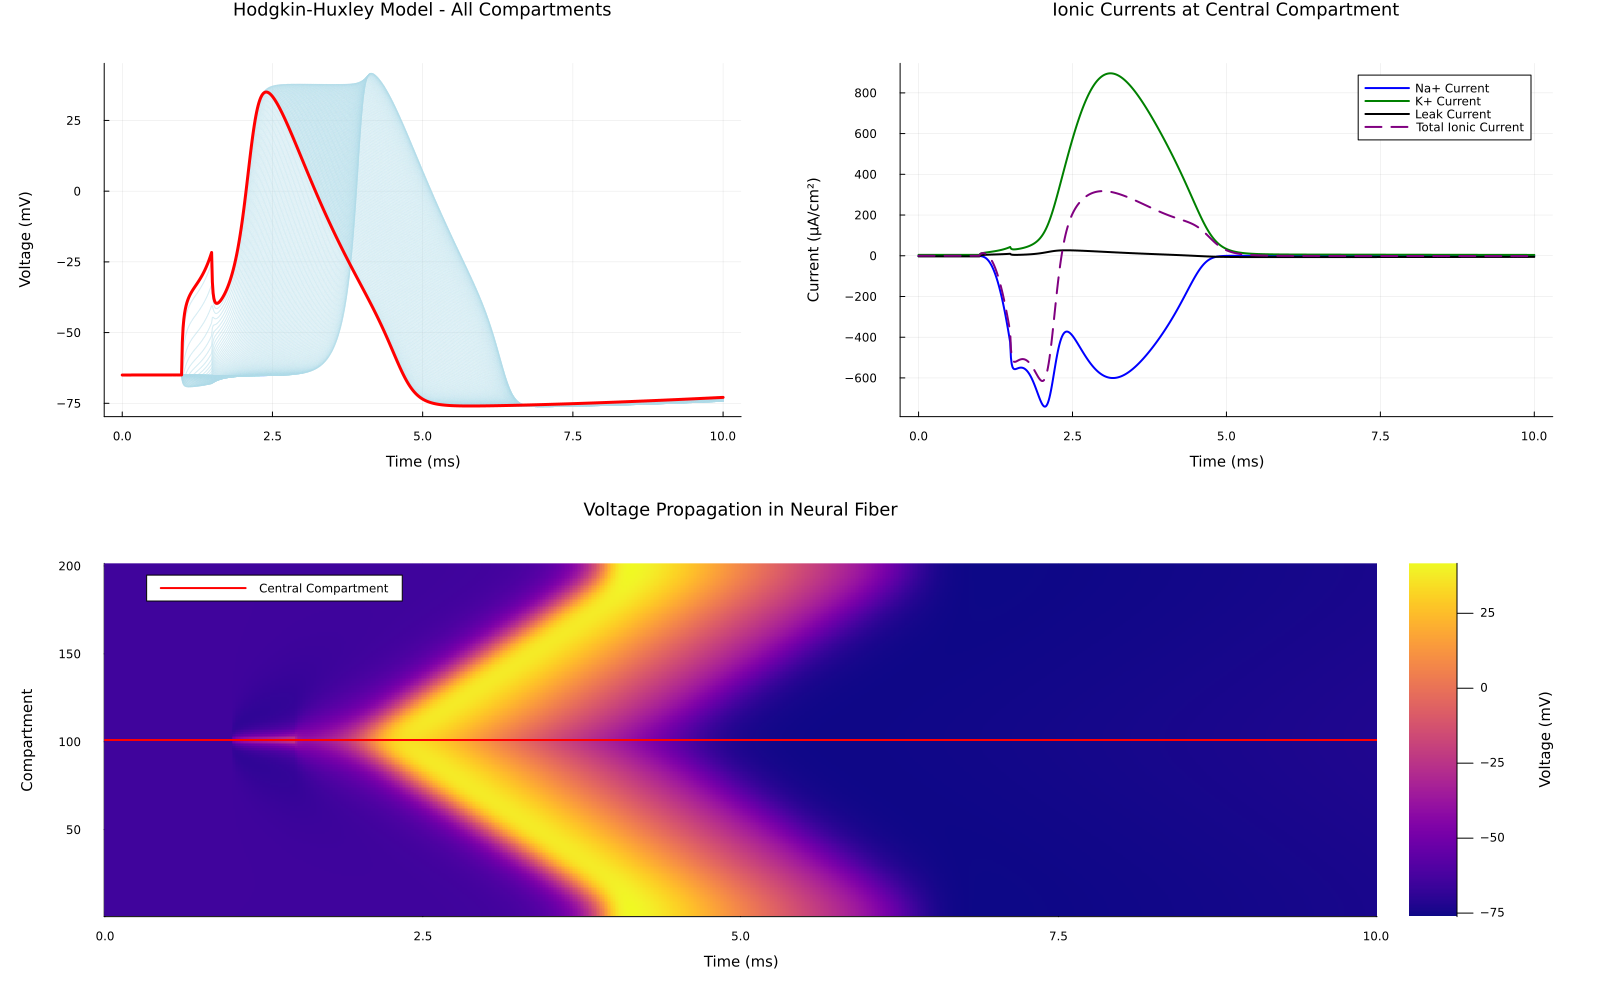 Hodgkin-Huxley Model - All Compartments
Voltage (mV)
25
0
−25
−50
−75
0.0 2.5 5.0 7.5 10.0
Time (ms)
Ionic Currents at Central Compartment
Current (μA/cm²)
800
600
400
200
0
−200
−400
−600
Na+ Current
K+ Current
Leak Current
Total Ionic Current
0.0 2.5 5.0 7.5 10.0
Time (ms)
Voltage Propagation in Neural Fiber
Compartment
200
150
100
50
Central Compartment
0.0 2.5 5.0 7.5 10.0
Time (ms)
25
0
−25
−50
−75
Voltage (mV)